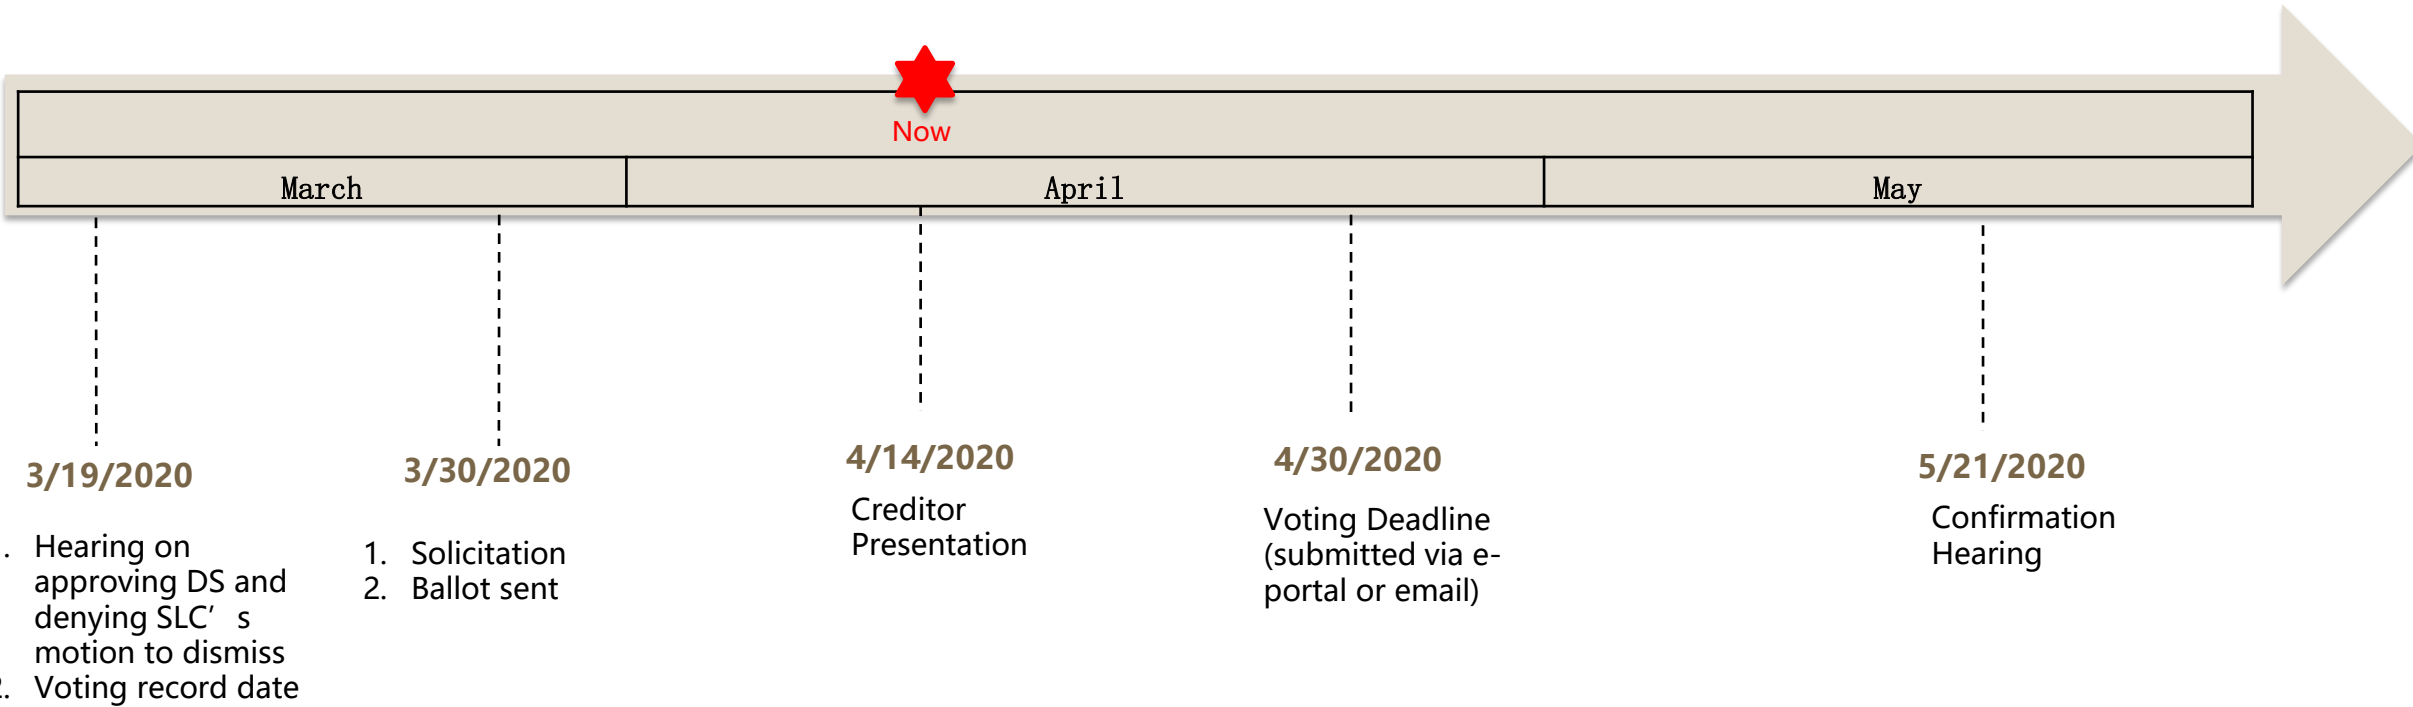 Now
March
April
May
3/19/2020
. Hearing on
approving DS and
denying SLC’ s
motion to dismiss
2. Voting record date
3/30/2020
1. Solicitation
2. Ballot sent
4/14/2020
Creditor
Presentation
4/30/2020
Voting Deadline
(submitted via e-
portal or email)
5/21/2020
Confirmation
Hearing